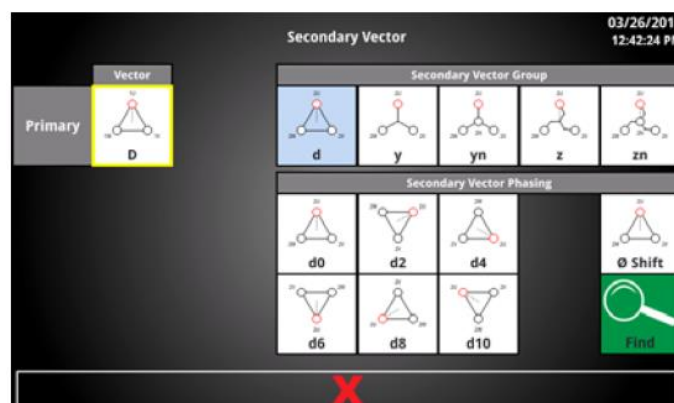 03/26/201
Secondary Vector
12:42:24 P
Vector
Secondary Vector Group
Primary
D
d
y
yn
z
zn
Secondary Vector Phasing
d0
d2
d4
Ø Shift
d6
d8
d10
Find
X